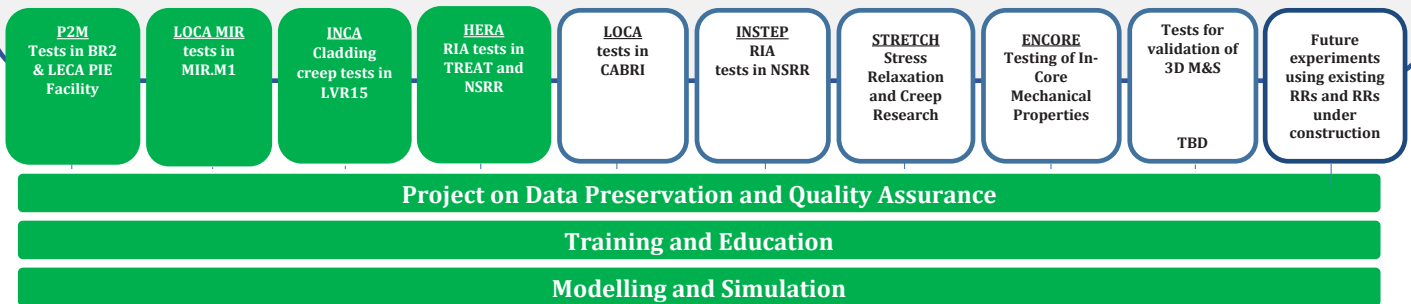 P2M
Tests in BR2
& LECA PIE
Facility
LOCA MIR
tests in
MIR.M1
INCA
Cladding
creep tests in
LVR15
HERA
RIA tests in
TREAT and
NSRR
LOCA
tests in
CABRI
INSTEP
RIA
tests in NSRR
STRETCH
Stress
Relaxation
and Creep
Research
ENCORE
Testing of In-
Core
Mechanical
Properties
Tests for
validation of
3D M&S
TBD
Future
experiments
using existing
RRs and RRs
under
construction
Project on Data Preservation and Quality Assurance
Training and Education
Modelling and Simulation